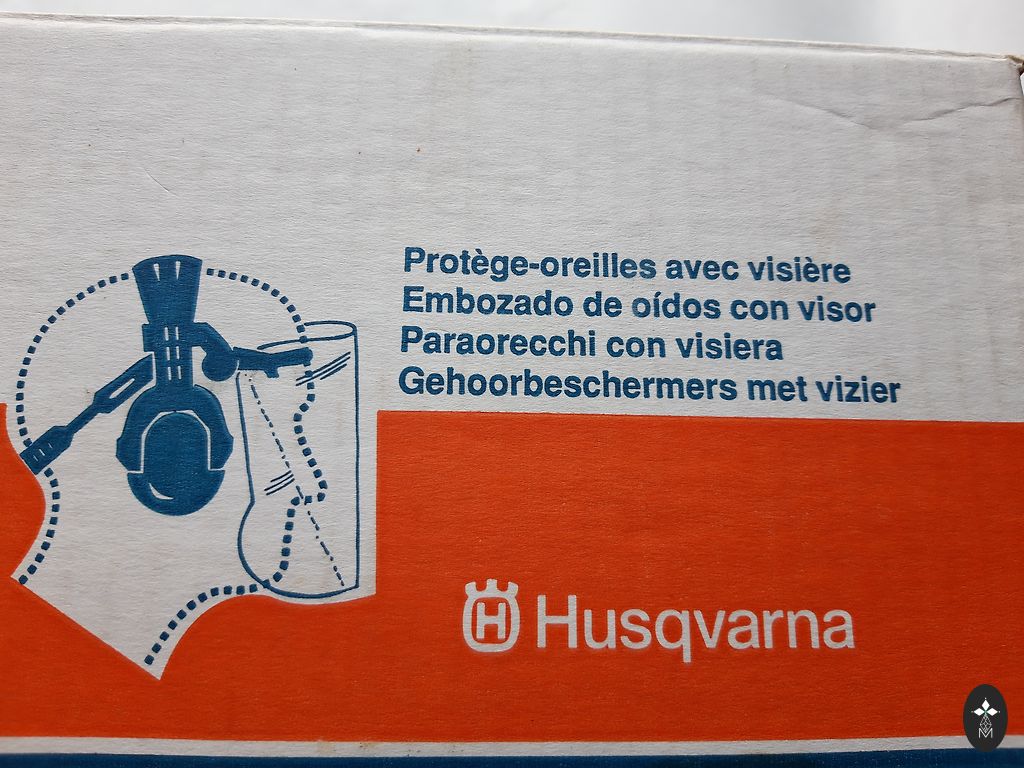 Protège-oreilles avec visière
Embozado de oídos con visor
Paraorecchi con visiera
Gehoorbeschermers met vizier
H Husqvarna
M